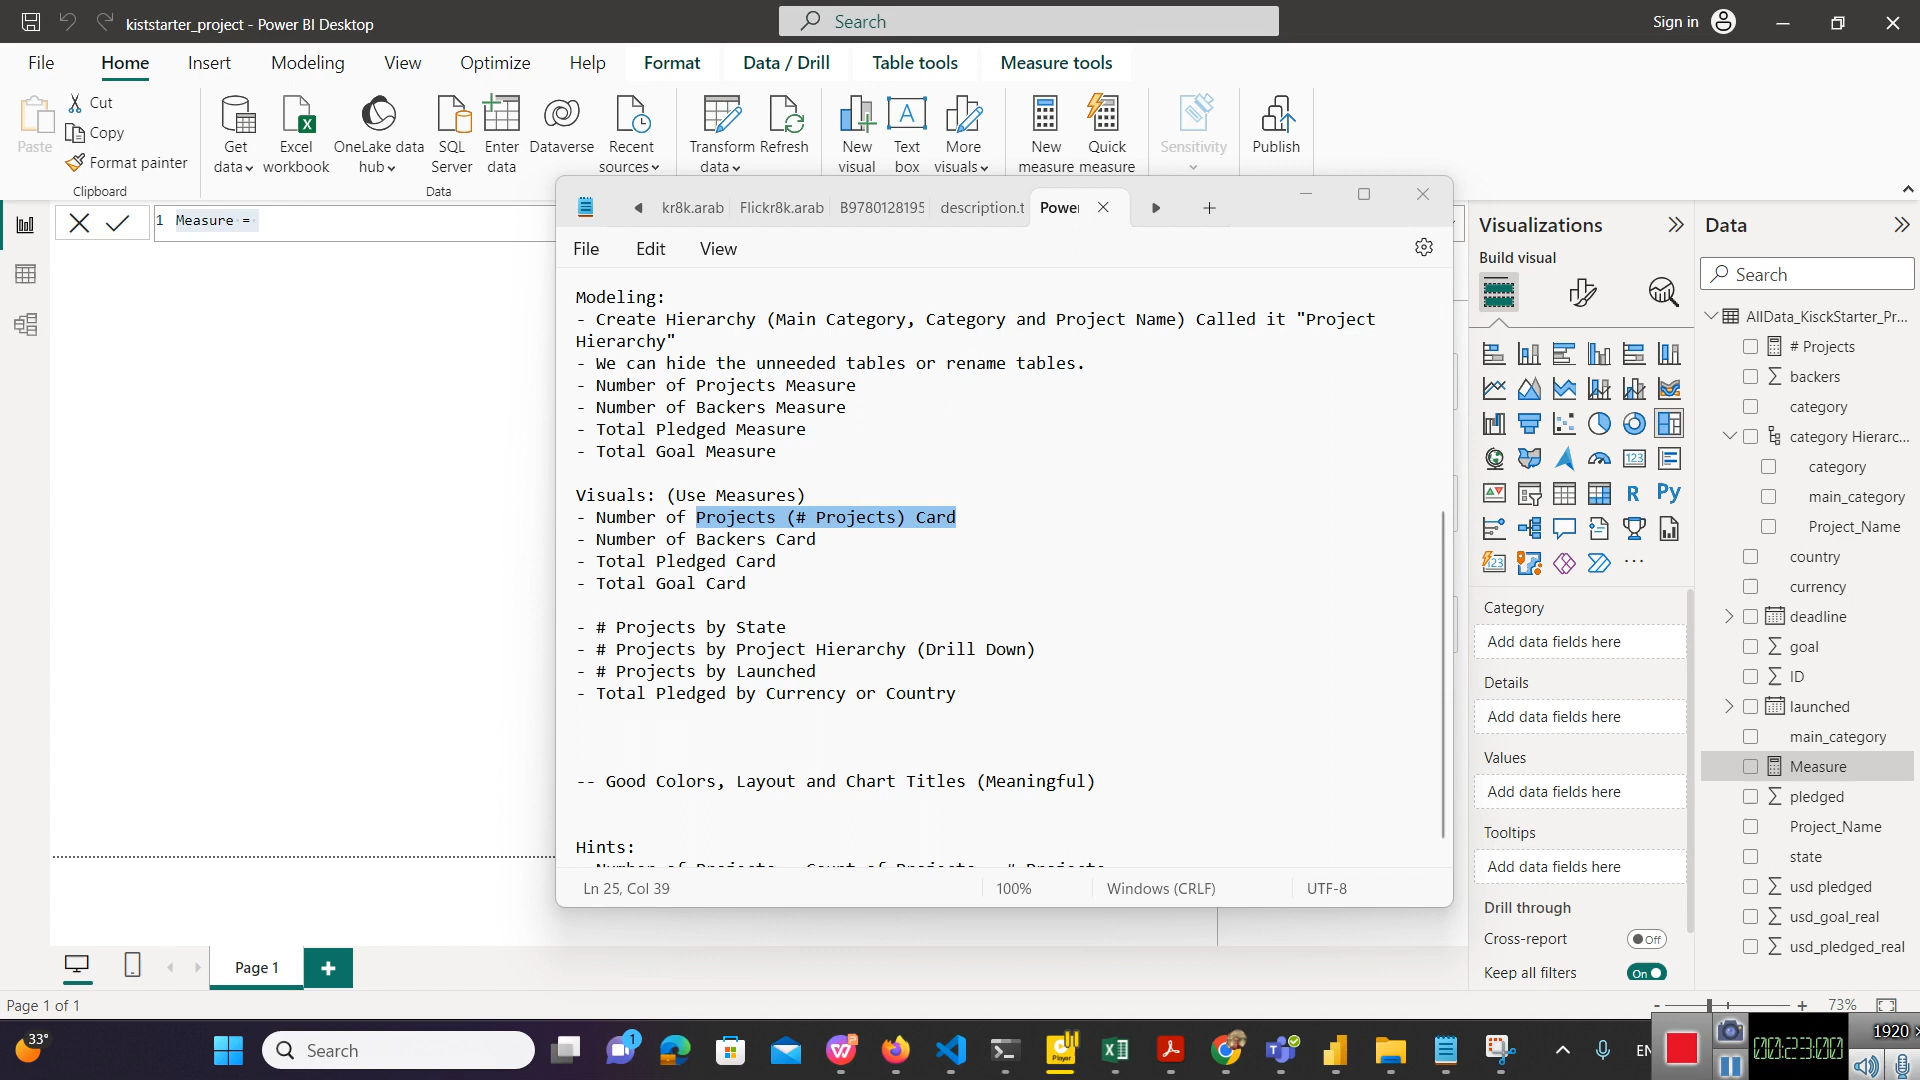 kiststarter_project - Power BI Desktop
Search
Sign in
File Home Insert Modeling View Optimize Help Format Data / Drill Table tools Measure tools
Paste
Cut
Copy
Format painter
Clipboard
Get data
Excel workbook
OneLake data hub
SQL Server
Enter data
Dataverse
Recent sources
Data
Transform data
Refresh
New visual
Text box
More visuals
New measure
Quick measure
Sensitivity
Publish
1 Measure =
kr8k.arab
Flickr8k.arab
B9780128195
description.t
Power
File Edit View
Modeling:
- Create Hierarchy (Main Category, Category and Project Name) Called it "Project
Hierarchy"
- We can hide the unneeded tables or rename tables.
- Number of Projects Measure
- Number of Backers Measure
- Total Pledged Measure
- Total Goal Measure
Visuals: (Use Measures)
- Number of Projects (# Projects) Card
- Number of Backers Card
- Total Pledged Card
- Total Goal Card
- # Projects by State
- # Projects by Project Hierarchy (Drill Down)
- # Projects by Launched
- Total Pledged by Currency or Country
-- Good Colors, Layout and Chart Titles (Meaningful)
Hints:
Ln 25, Col 39
100%
Windows (CRLF)
UTF-8
Visualizations
Build visual
123
R
Py
123
Category
Add data fields here
Details
Add data fields here
Values
Add data fields here
Tooltips
Add data fields here
Drill through
Cross-report
Off
Keep all filters
On
Data
Search
AllData_KisckStarter_Pr...
# Projects
backers
category
category Hierarc...
category
main_category
Project_Name
country
currency
deadline
goal
ID
launched
main_category
Measure
pledged
Project_Name
state
usd pledged
usd_goal_real
usd_pledged_real
Page 1
Page 1 of 1
73%
33°
Search
1
Player
EN
00:23:00
1920